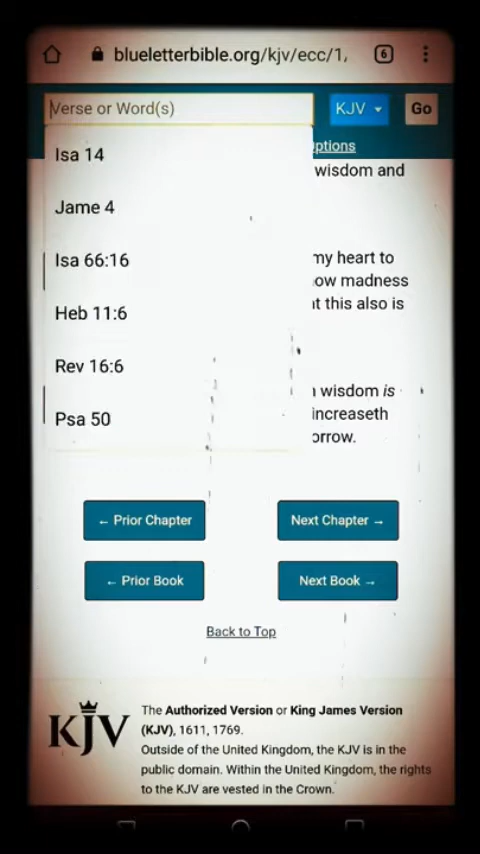 blueletterbible.org/kjv/ecc/1,
6
Verse or Word(s)
KJV
Go
Options
Isa 14
wisdom and
Jame 4
Isa 66:16
my heart to
ow madness
t this also is
Heb 11:6
Rev 16:6
wisdom is
Psa 50
increaseth
orrow.
← Prior Chapter
Next Chapter →
← Prior Book
Next Book →
Back to Top
KJV
The Authorized Version or King James Version
(KJV), 1611, 1769.
Outside of the United Kingdom, the KJV is in the
public domain. Within the United Kingdom, the rights
to the KJV are vested in the Crown.